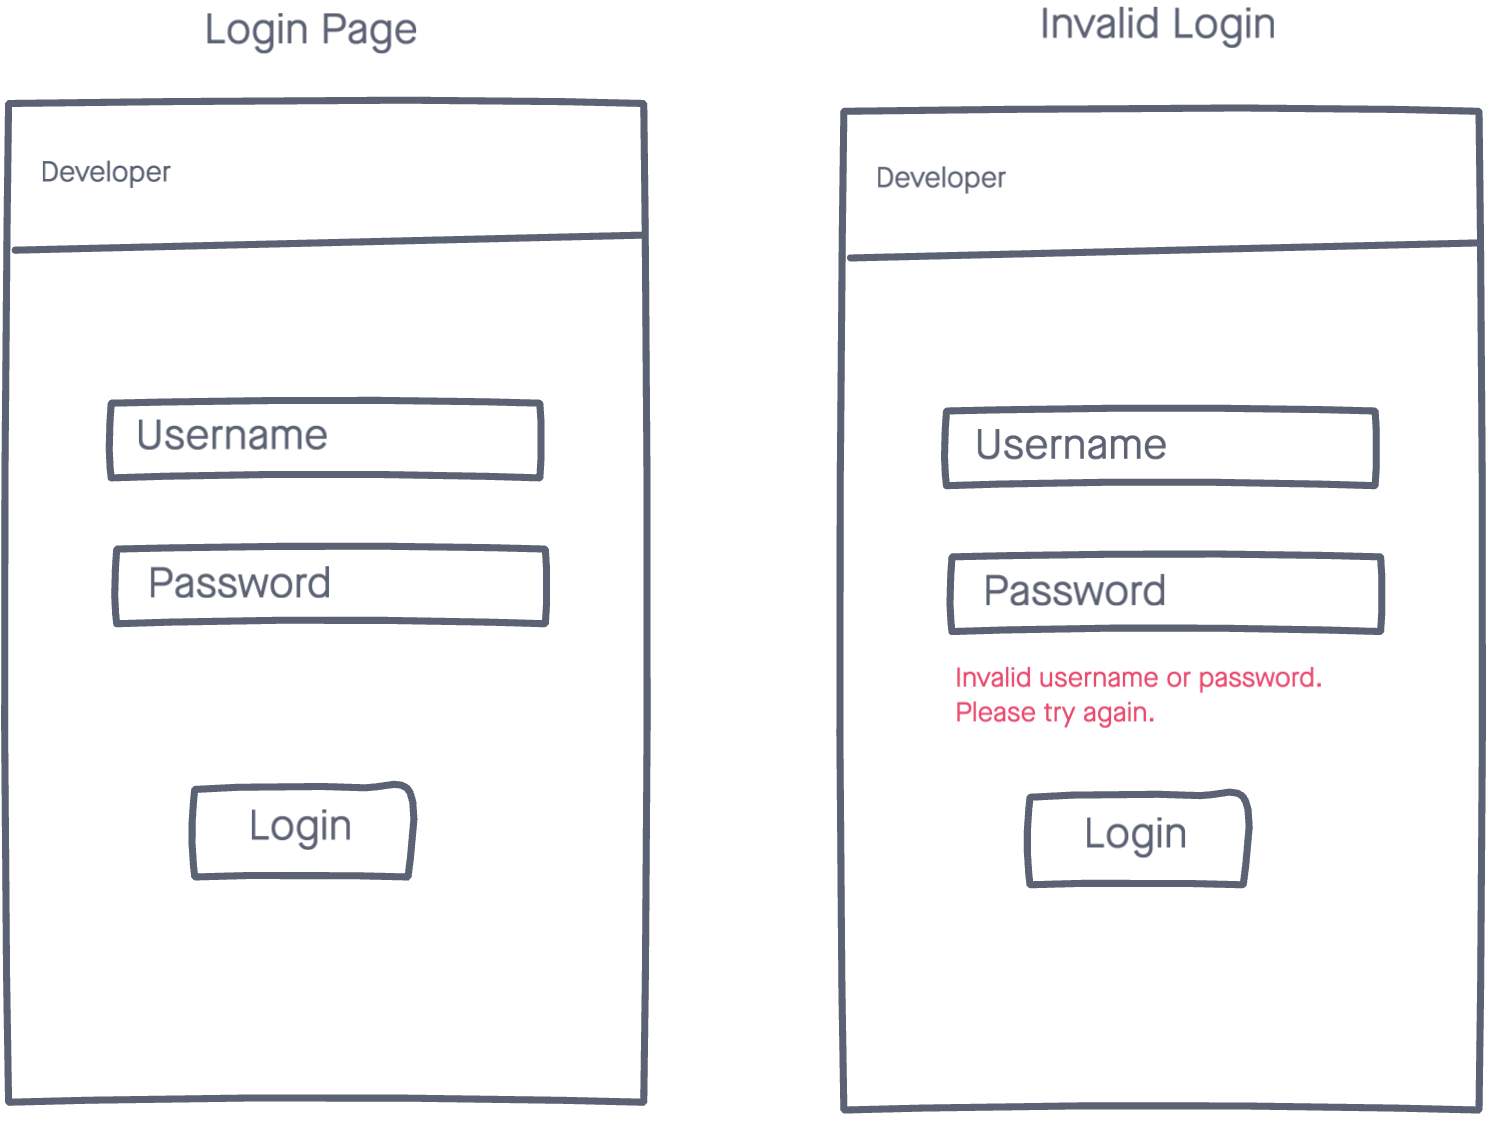 Login Page
Developer
Username
Password
Login
Invalid Login
Developer
Username
Password
Invalid username or password.
Please try again.
Login